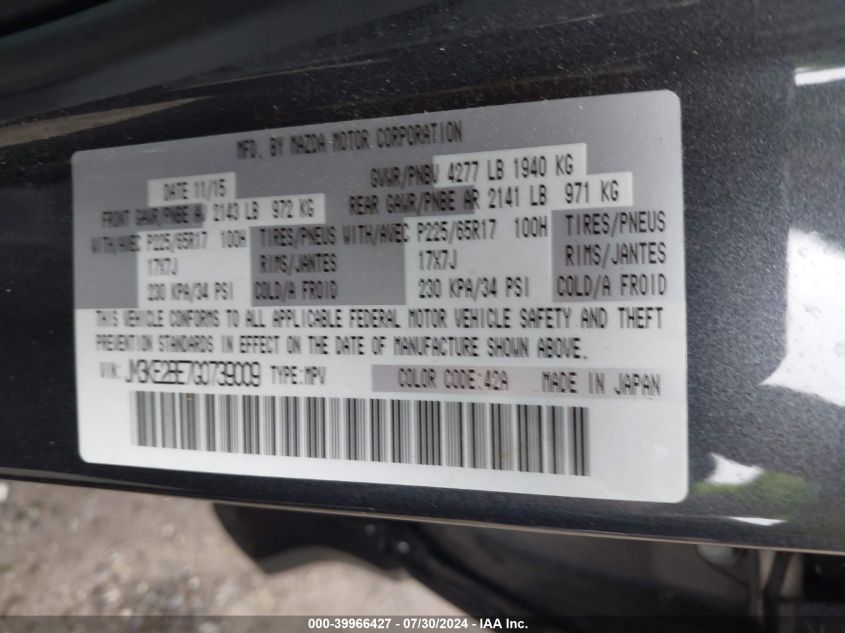 MFD. BY MAZDA MOTOR CORPORATION
DATE 11/15 GVWR/PNBV 4277 LB 1940 KG
FRONT GAWR/PNBE AV 2143 LB 972 KG REAR GAWR/PNBE AR 2141 LB 971 KG
WITH/AVEC P225/65R17 100H TIRES/PNEUS WITH/AVEC P225/65R17 100H TIRES/PNEUS
17X7J RIMS/JANTES 17X7J RIMS/JANTES
230 KPA/34 PSI COLD/A FROID 230 KPA/34 PSI COLD/A FROID
THIS VEHICLE CONFORMS TO ALL APPLICABLE FEDERAL MOTOR VEHICLE SAFETY AND THEFT
PREVENTION STANDARDS IN EFFECT ON THE DATE OF MANUFACTURE SHOWN ABOVE.
VIN: JM3KE2BE7G0739009 TYPE:MPV COLOR CODE:42A MADE IN JAPAN
000-39966427 - 07/30/2024 - IAA Inc.